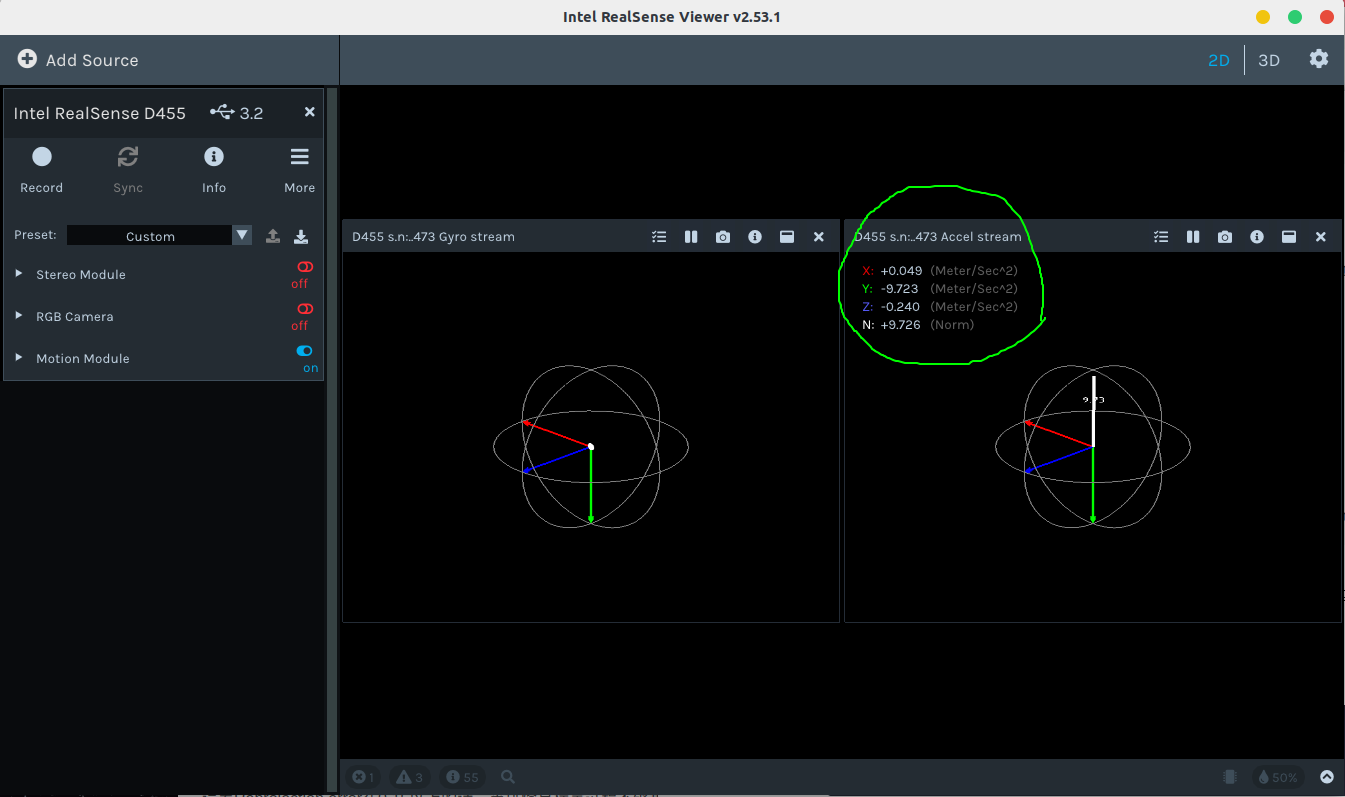 Intel RealSense Viewer v2.53.1
Add Source
2D
3D
Intel RealSense D455 3.2
Record
Sync
Info
More
Preset:
Custom
Stereo Module
off
RGB Camera
off
Motion Module
on
D455 s.n:..473 Gyro stream
D455 s.n:..473 Accel stream
X: +0.049 (Meter/Sec^2)
Y: -9.723 (Meter/Sec^2)
Z: -0.240 (Meter/Sec^2)
N: +9.726 (Norm)
9.73
1
3
55
50%